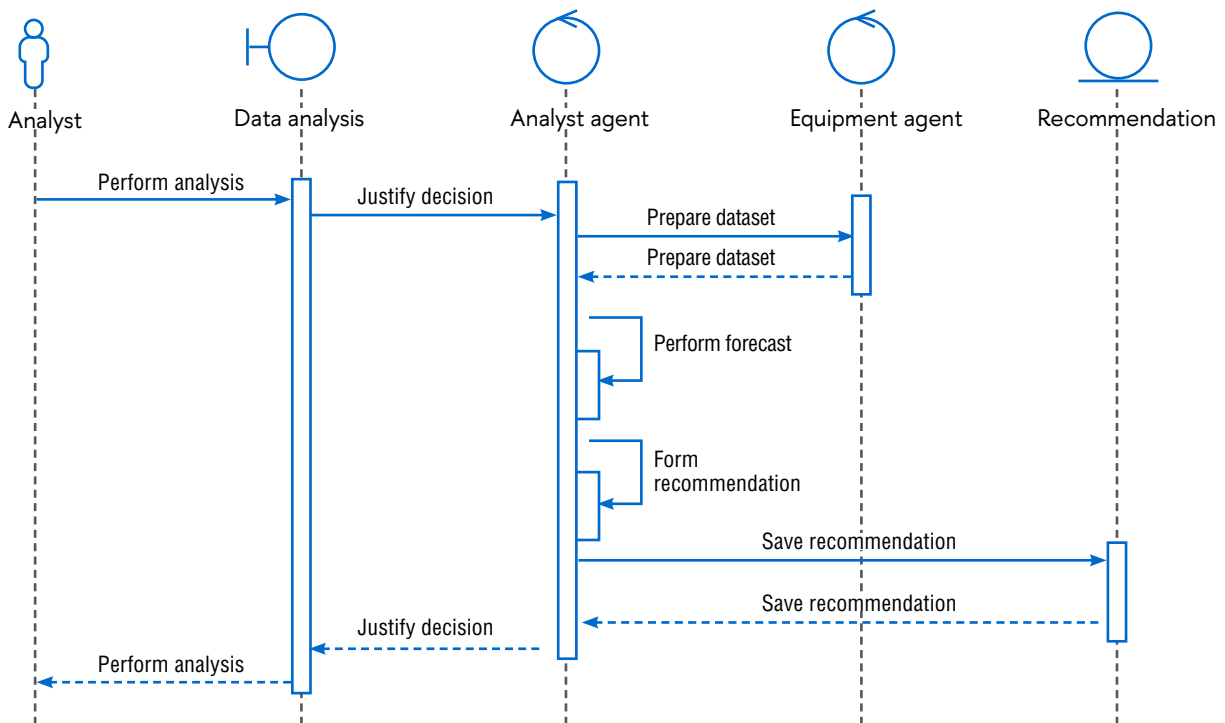 Analyst
Data analysis
Analyst agent
Equipment agent
Recommendation
Perform analysis
Justify decision
Prepare dataset
Prepare dataset
Perform forecast
Form
recommendation
Save recommendation
Save recommendation
Justify decision
Perform analysis